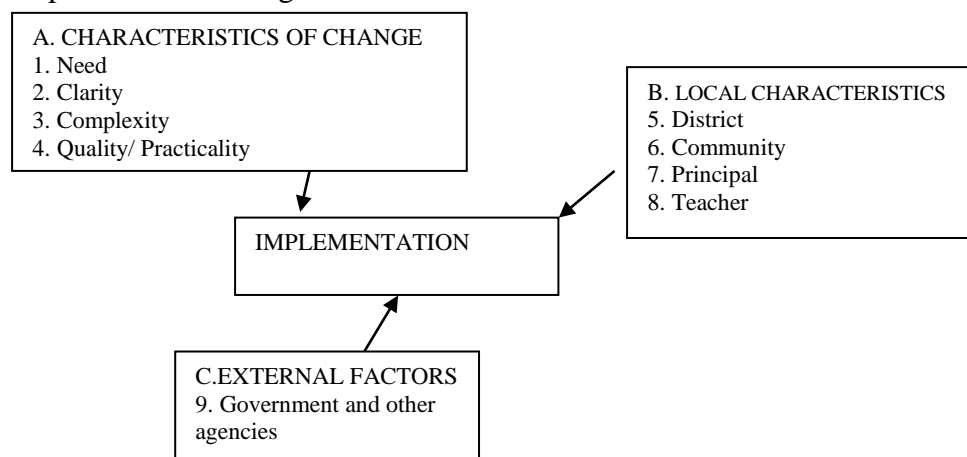 A. CHARACTERISTICS OF CHANGE
1. Need
2. Clarity
3. Complexity
4. Quality/ Practicality
B. LOCAL CHARACTERISTICS
5. District
6. Community
7. Principal
8. Teacher
IMPLEMENTATION
C.EXTERNAL FACTORS
9. Government and other
agencies